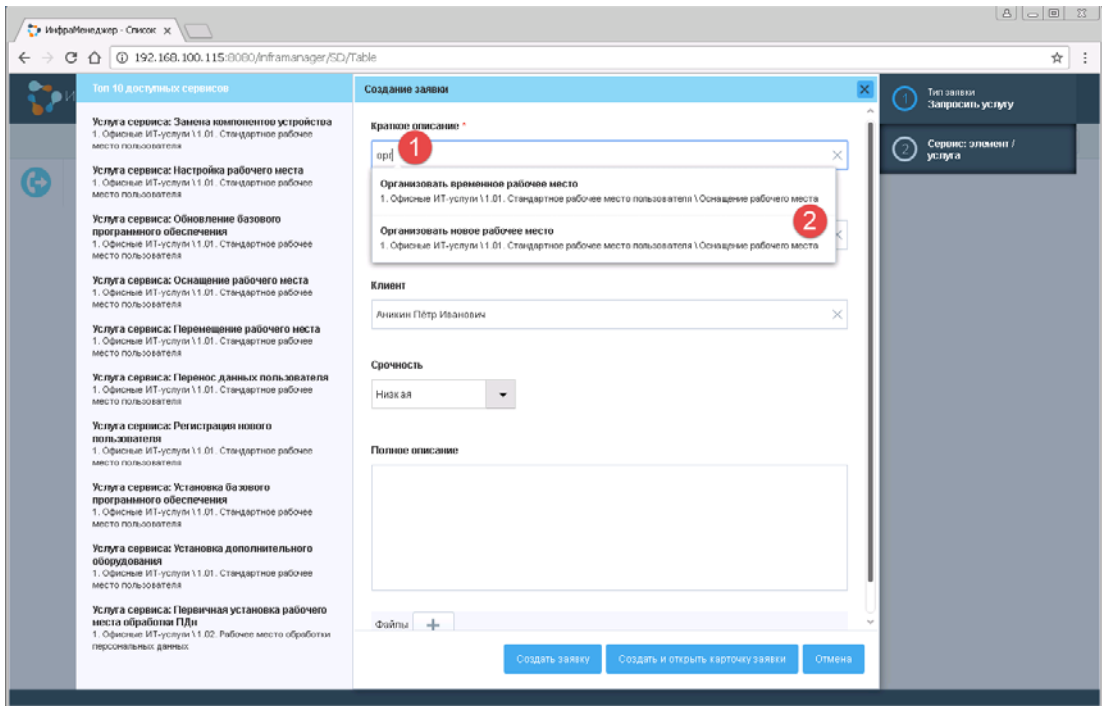 ИнфраМенеджер - Список
192.168.100.115:8080/inframanager/SD/Table
Топ 10 доступных сервисов
Услуга сервиса: Замена компонентов устройства
1. Офисные ИТ-услуги \ 1.01. Стандартное рабочее
место пользователя
Услуга сервиса: Настройка рабочего места
1. Офисные ИТ-услуги \ 1.01. Стандартное рабочее
место пользователя
Услуга сервиса: Обновление базового
программного обеспечения
1. Офисные ИТ-услуги \ 1.01. Стандартное рабочее
место пользователя
Услуга сервиса: Оснащение рабочего места
1. Офисные ИТ-услуги \ 1.01. Стандартное рабочее
место пользователя
Услуга сервиса: Перемещение рабочего места
1. Офисные ИТ-услуги \ 1.01. Стандартное рабочее
место пользователя
Услуга сервиса: Перенос данных пользователя
1. Офисные ИТ-услуги \ 1.01. Стандартное рабочее
место пользователя
Услуга сервиса: Регистрация нового
пользователя
1. Офисные ИТ-услуги \ 1.01. Стандартное рабочее
место пользователя
Услуга сервиса: Установка базового
программного обеспечения
1. Офисные ИТ-услуги \ 1.01. Стандартное рабочее
место пользователя
Услуга сервиса: Установка дополнительного
оборудования
1. Офисные ИТ-услуги \ 1.01. Стандартное рабочее
место пользователя
Услуга сервиса: Первичная установка рабочего
места обработки ПДн
1. Офисные ИТ-услуги \ 1.02. Рабочее место обработки
персональных данных
Создание заявки
Краткое описание *
орг
1
Организовать временное рабочее место
1. Офисные ИТ-услуги \ 1.01. Стандартное рабочее место пользователя \ Оснащение рабочего места
2
Организовать новое рабочее место
1. Офисные ИТ-услуги \ 1.01. Стандартное рабочее место пользователя \ Оснащение рабочего места
Клиент
Аникин Пётр Иванович
Срочность
Низкая
Полное описание
Файлы
Создать заявку
Создать и открыть карточку заявки
Отмена
1
Тип заявки
Запросить услугу
2
Сервис: элемент /
услуга